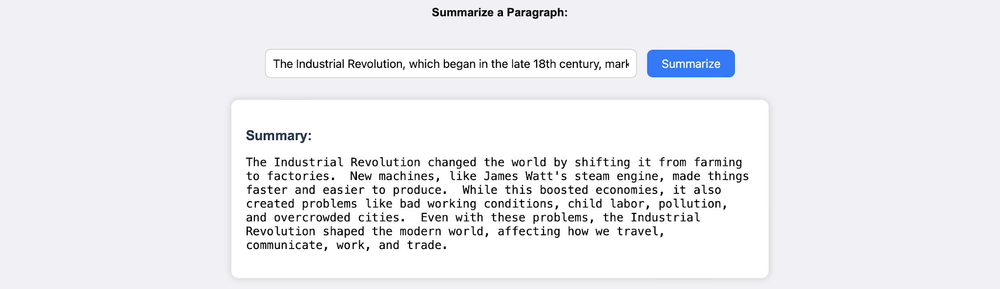 Summarize a Paragraph:
The Industrial Revolution, which began in the late 18th century, mark
Summarize
Summary:
The Industrial Revolution changed the world by shifting it from farming
to factories.  New machines, like James Watt's steam engine, made things
faster and easier to produce.  While this boosted economies, it also
created problems like bad working conditions, child labor, pollution,
and overcrowded cities.  Even with these problems, the Industrial
Revolution shaped the modern world, affecting how we travel,
communicate, work, and trade.